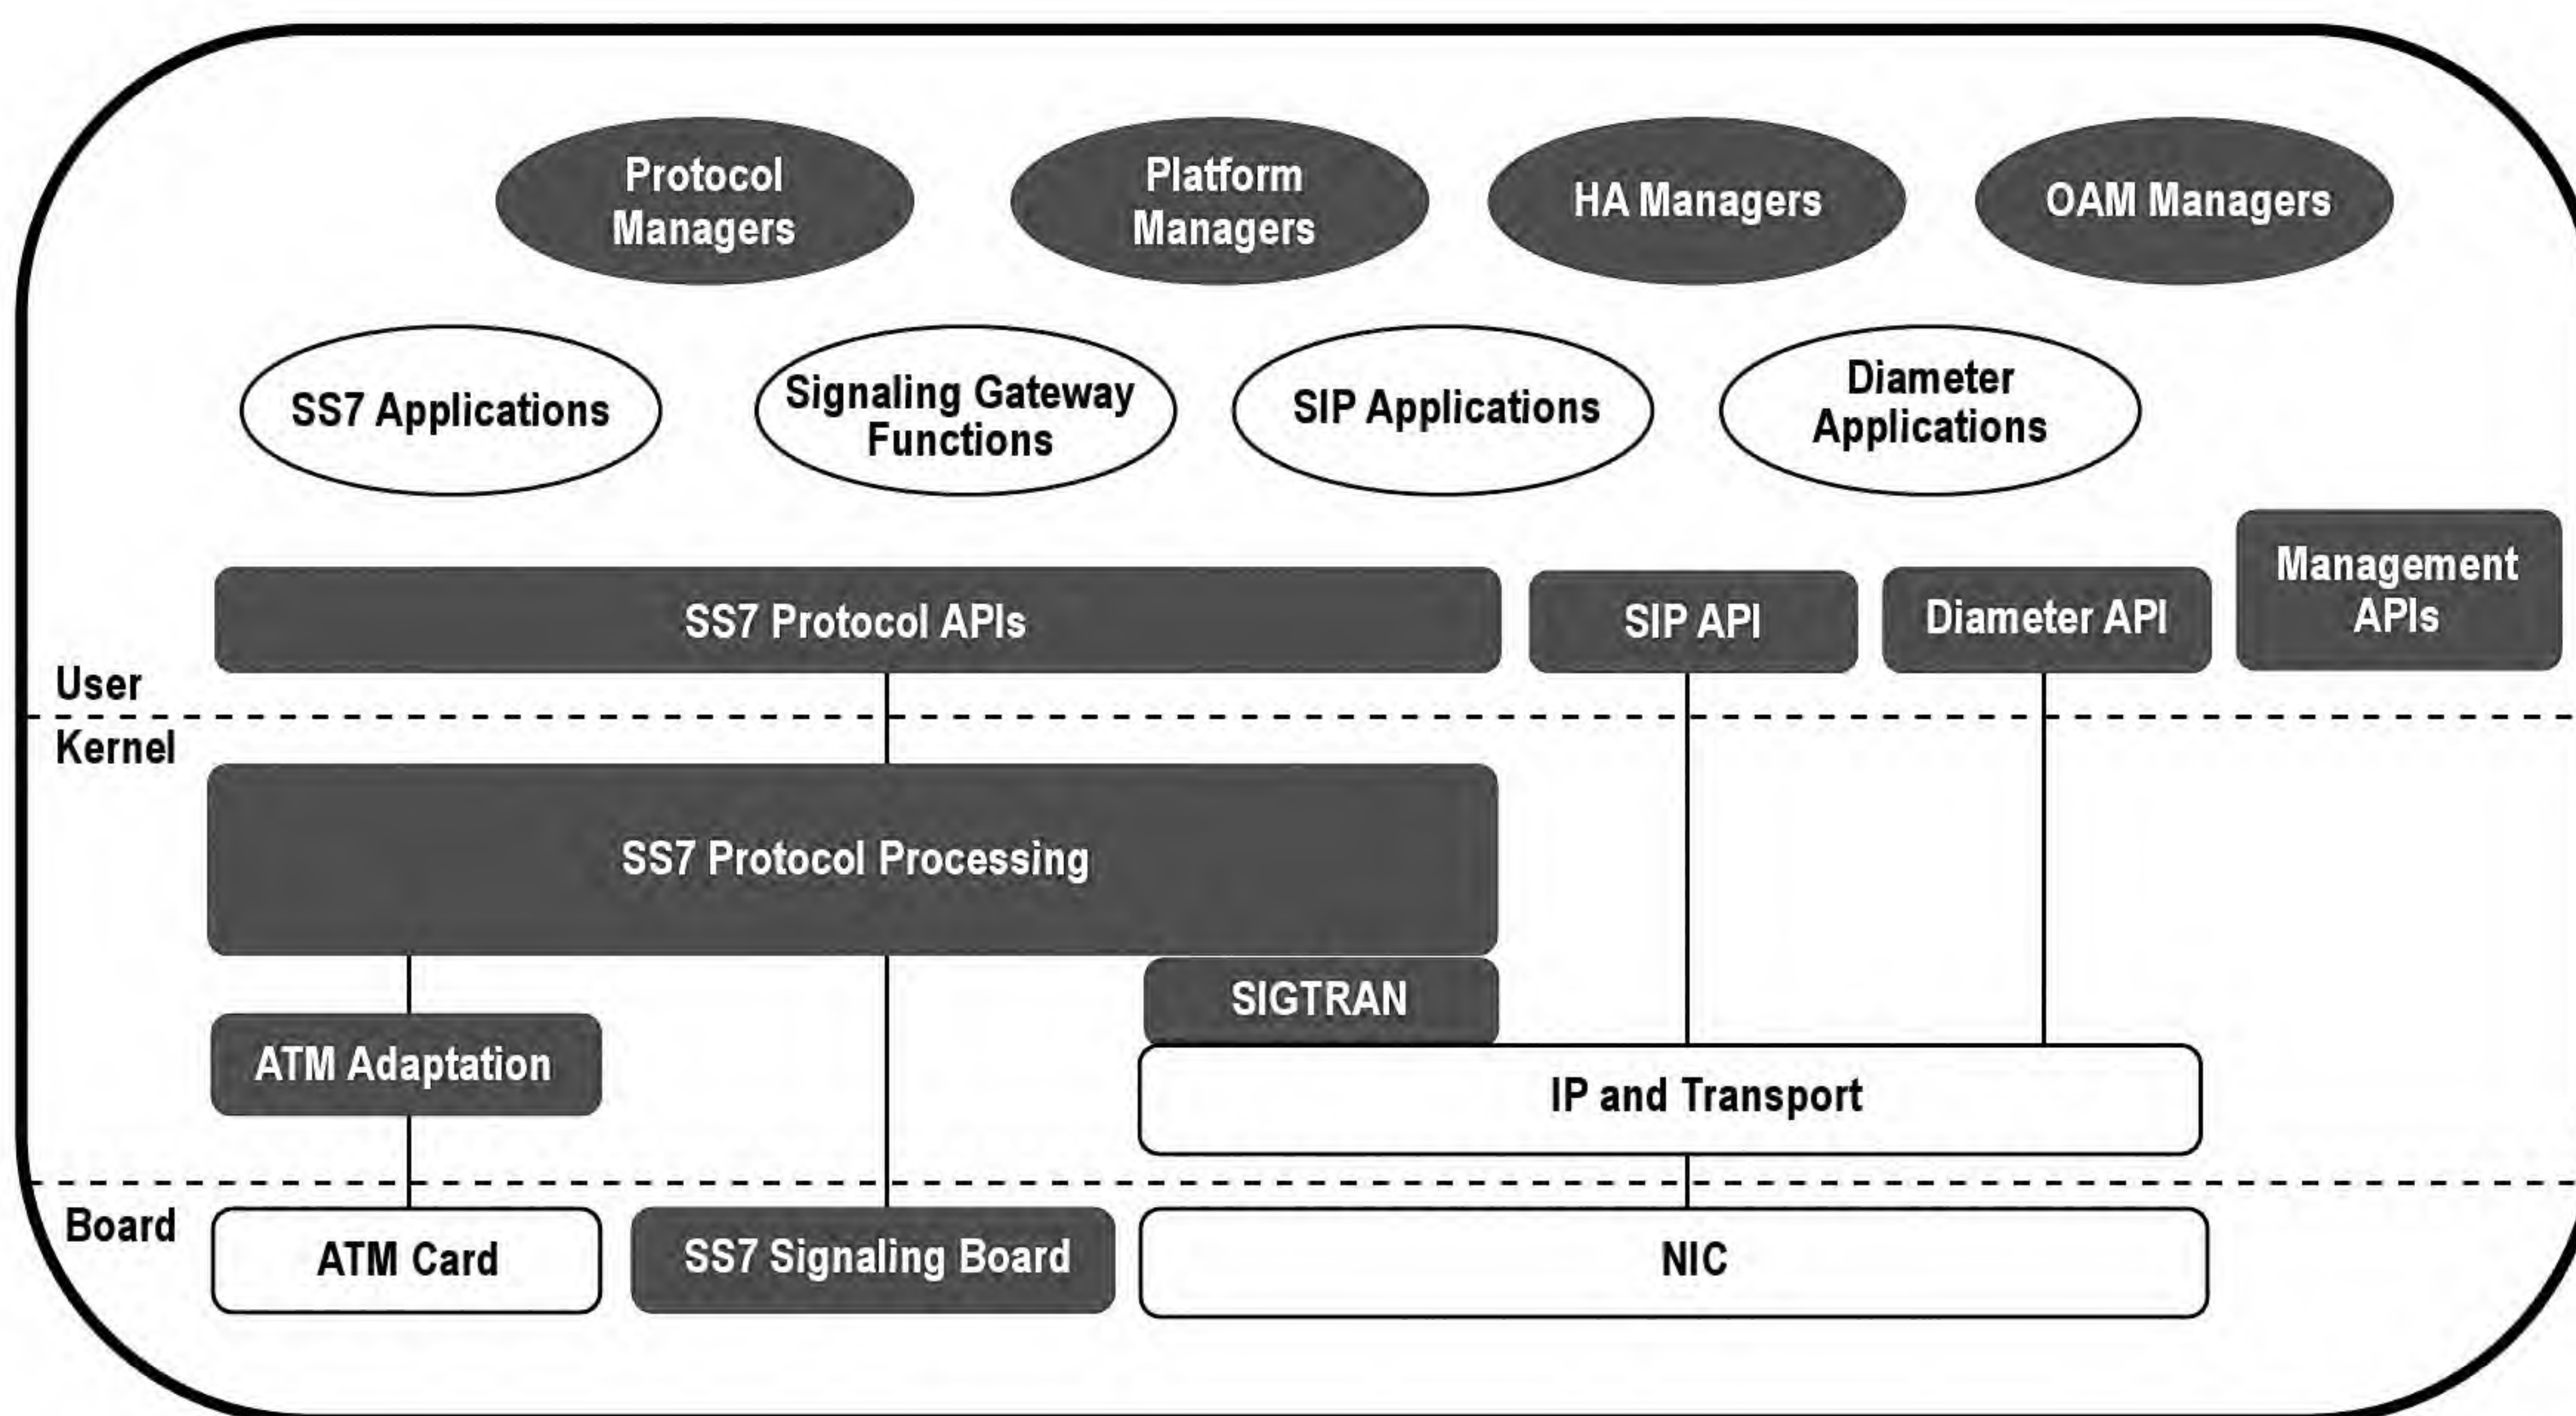 Protocol
Managers
Platform
Managers
HA Managers
OAM Managers
SS7 Applications
Signaling Gateway
Functions
SIP Applications
Diameter
Applications
SS7 Protocol APIs
SIP API
Diameter API
Management
APIs
User
Kernel
SS7 Protocol Processing
SIGTRAN
ATM Adaptation
IP and Transport
Board
ATM Card
SS7 Signaling Board
NIC